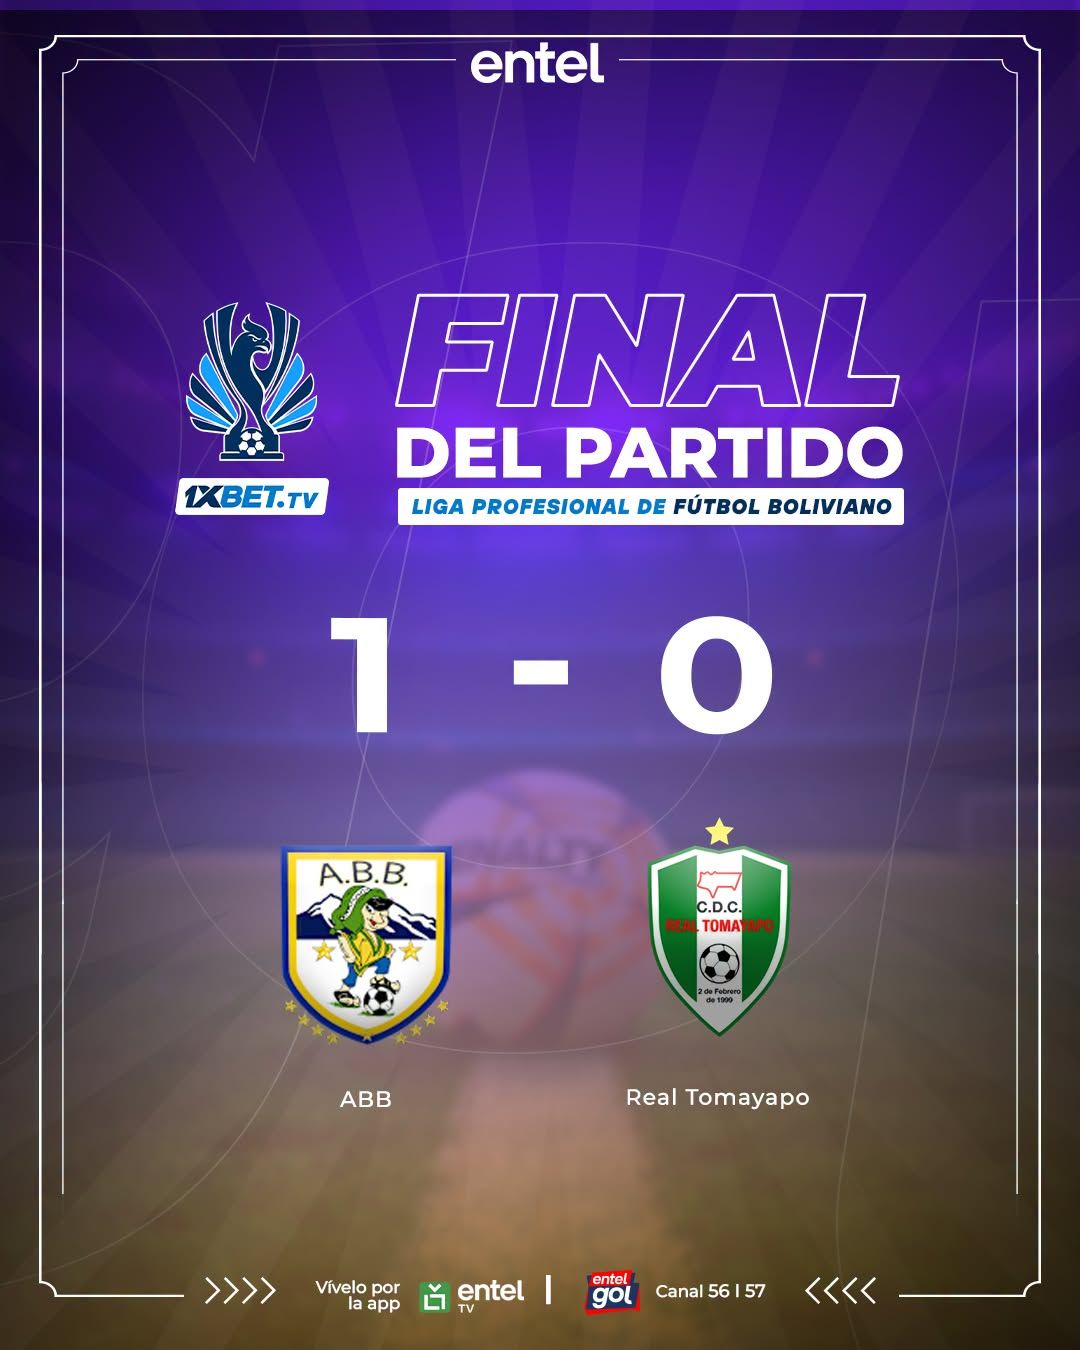 entel
FINAL
DEL PARTIDO
1XBET.TV
LIGA PROFESIONAL DE FÚTBOL BOLIVIANO
1 - 0
A.B.B.
C.D.C.
REAL TOMAYAPO
2 de Febrero
de 1999
ABB
Real Tomayapo
Vívelo por
la app
entel
TV
entel
gol
Canal 56 I 57